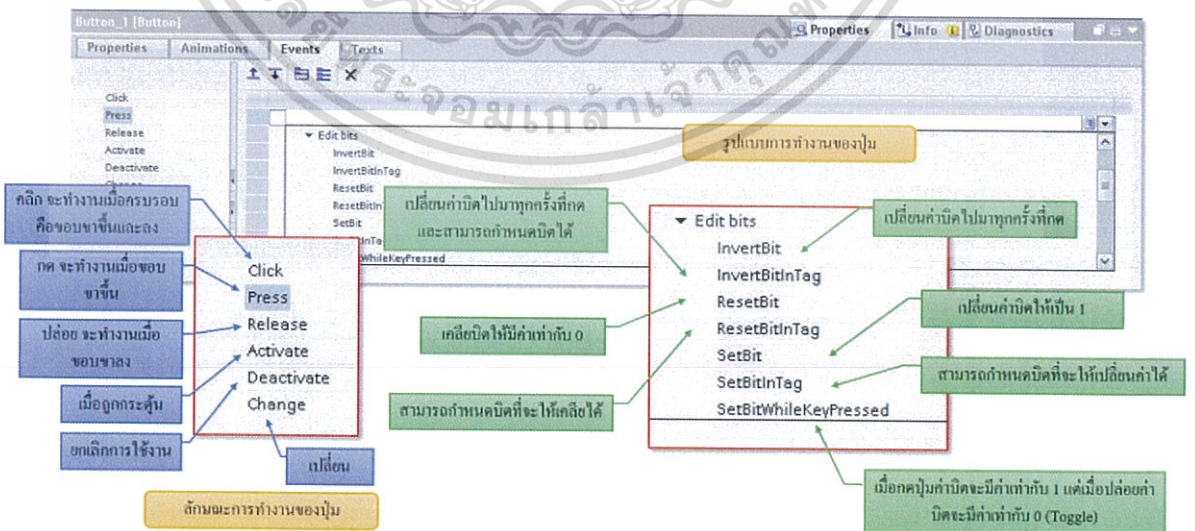 Button_1 [Button]
Properties
Info
Diagnostics
Properties
Animations
Events
Texts
พระจอมเกล้าเจ้าคุณท
Click
Press
Release
Activate
Deactivate
Edit bits
InvertBit
InvertBitInTag
ResetBit
SetBit
WhileKeyPressed
รูปแบบการทำงานของปุ่ม
คลิก จะทำงานเมื่อครบรอบ
คือขอบขาขึ้นและลง
กด จะทำงานเมื่อขอบ
ขาขึ้น
ปล่อย จะทำงานเมื่อ
ขอบขาลง
เมื่อถูกกระตุ้น
ยกเลิกการใช้งาน
เปลี่ยน
Click
Press
Release
Activate
Deactivate
Change
ลักษณะการทำงานของปุ่ม
เปลี่ยนค่าบิตไปมาทุกครั้งที่กด
และสามารถกำหนดบิตได้
เคลียบิตให้มีค่าเท่ากับ 0
สามารถกำหนดบิตที่จะให้เคลียได้
Edit bits
InvertBit
InvertBitInTag
ResetBit
ResetBitInTag
SetBit
SetBitInTag
SetBitWhileKeyPressed
เปลี่ยนค่าบิตไปมาทุกครั้งที่กด
เปลี่ยนค่าบิตให้เป็น 1
สามารถกำหนดบิตที่จะให้เปลี่ยนค่าได้
เมื่อกดปุ่มค่าบิตจะมีค่าเท่ากับ 1 แต่เมื่อปล่อยค่า
บิตจะมีค่าเท่ากับ 0 (Toggle)